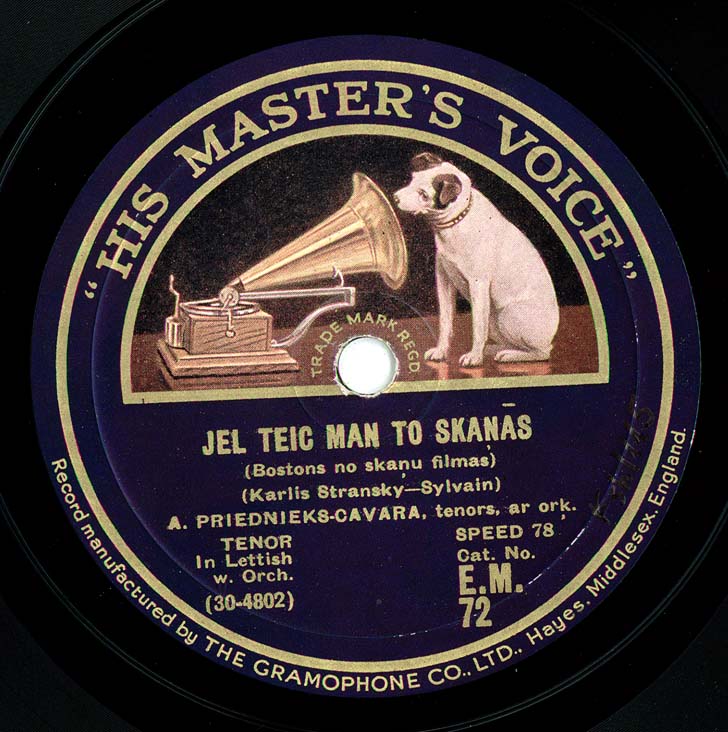 "HIS MASTER'S VOICE"
TRADE MARK REGD.
JEL TEIC MAN TO SKAŅĀS
(Bostons no skaņu filmas)
(Karlis Stransky—Sylvain)
A. PRIEDNIEKS-CAVARA, tenors, ar ork.
TENOR
In Lettish
w. Orch.
(30-4802)
SPEED 78
Cat. No.
E.M.
72
Record manufactured by THE GRAMOPHONE CO., LTD., Hayes, Middlesex, England.